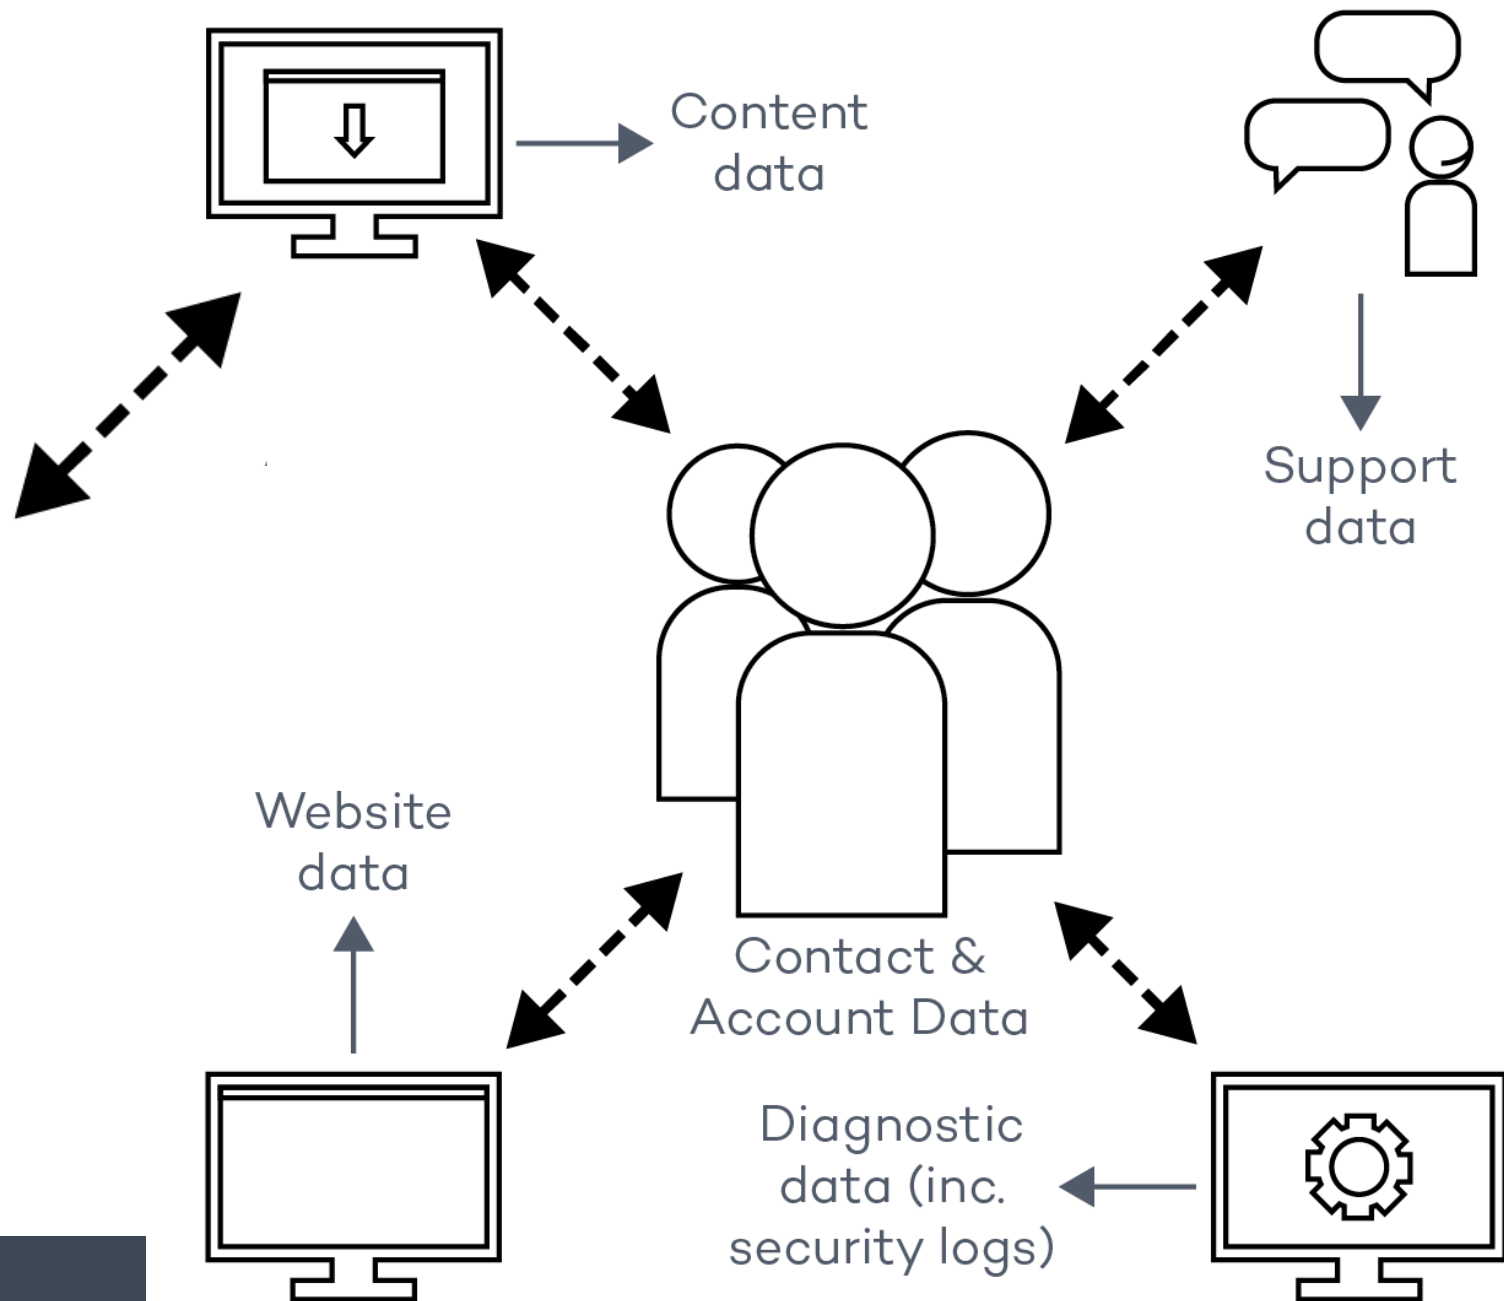 Content
data
Support
data
Website
data
Contact &
Account Data
Diagnostic
data (inc.
security logs)